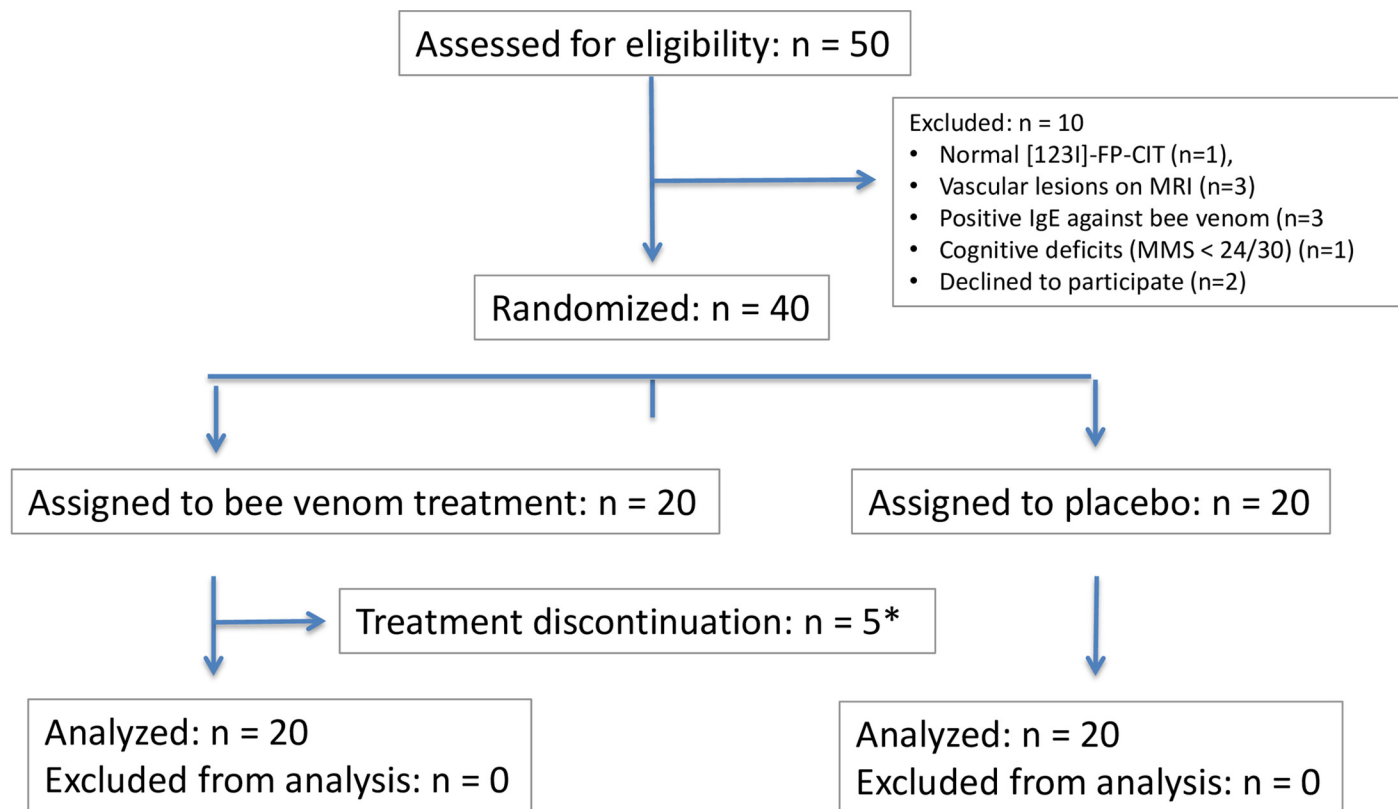 Assessed for eligibility: n = 50
Excluded: n = 10
• Normal [123I]-FP-CIT (n=1),
• Vascular lesions on MRI (n=3)
• Positive IgE against bee venom (n=3
• Cognitive deficits (MMS < 24/30) (n=1)
• Declined to participate (n=2)
Randomized: n = 40
Assigned to bee venom treatment: n = 20
Assigned to placebo: n = 20
Treatment discontinuation: n = 5*
Analyzed: n = 20
Excluded from analysis: n = 0
Analyzed: n = 20
Excluded from analysis: n = 0